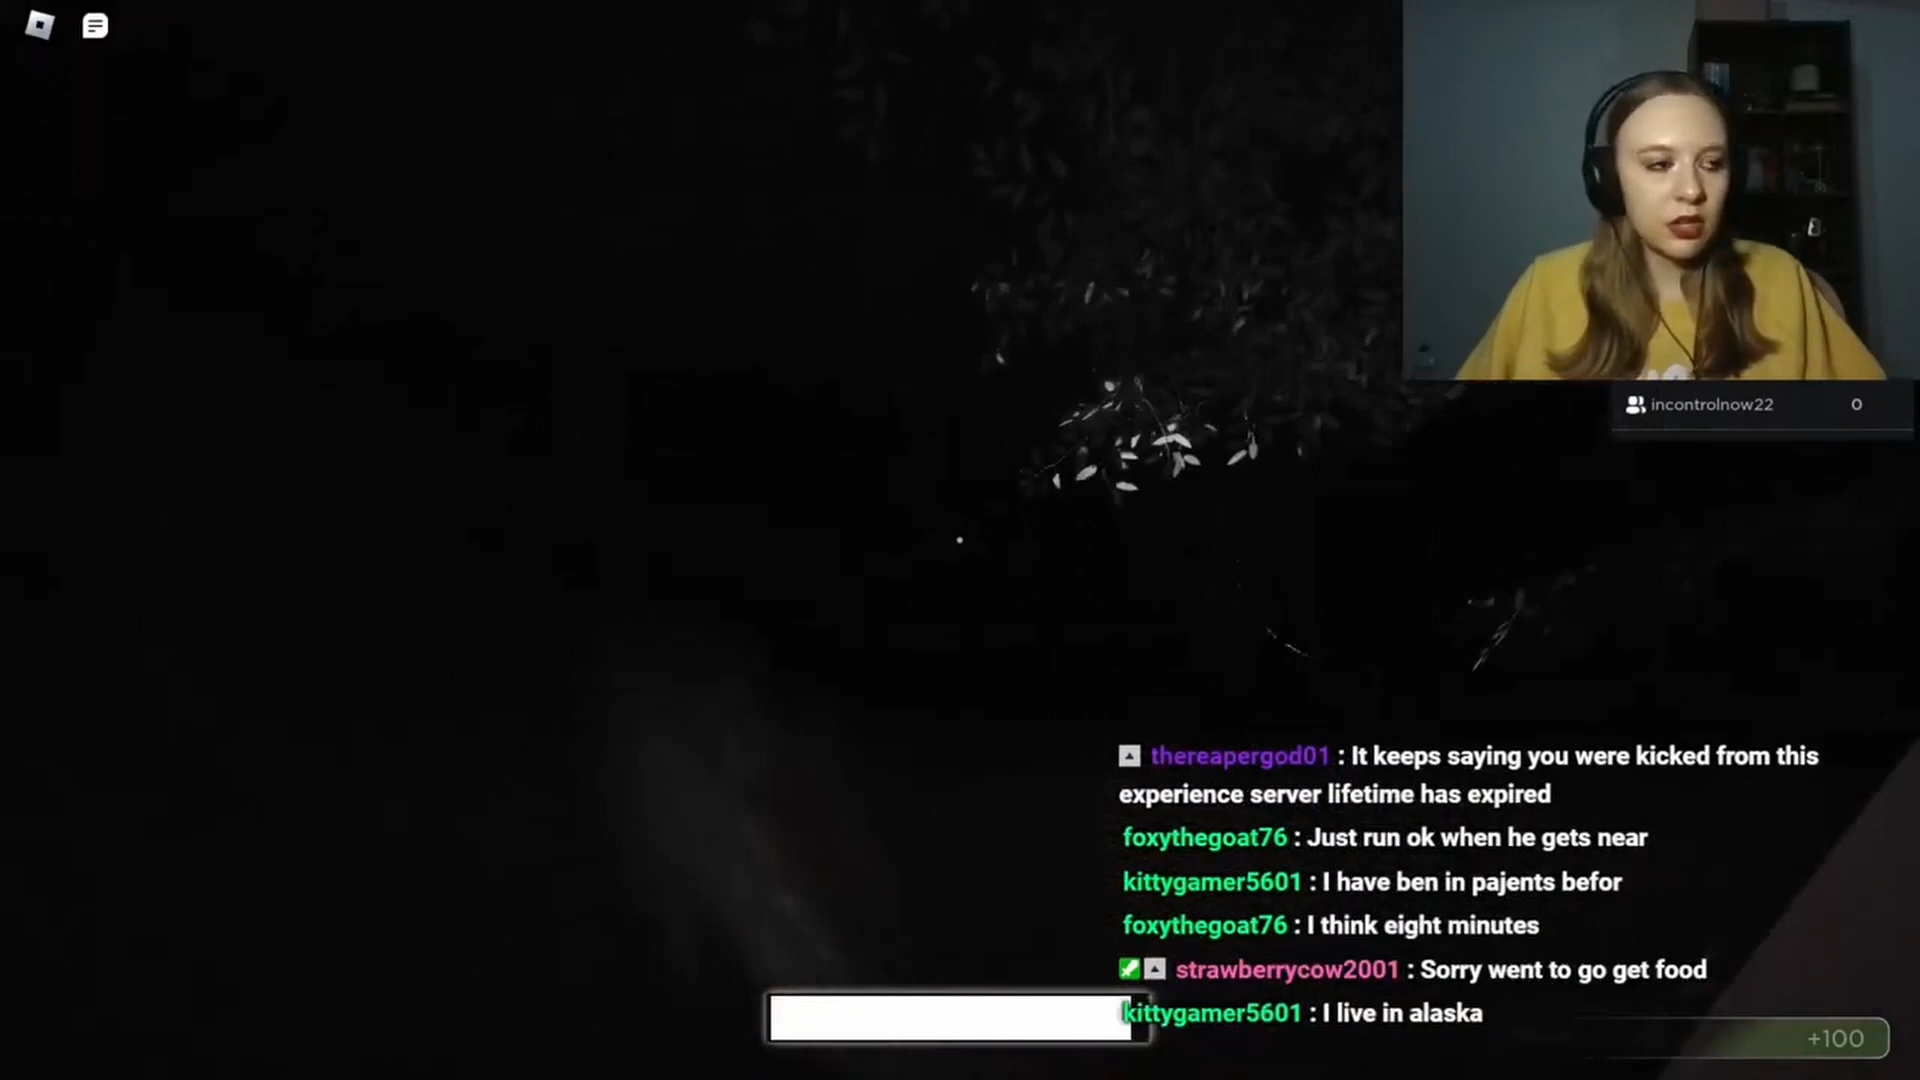 incontrolnow22 0
thereapergod01 : It keeps saying you were kicked from this
experience server lifetime has expired
foxythegoat76 : Just run ok when he gets near
kittygamer5601 : I have ben in pajents befor
foxythegoat76 : I think eight minutes
strawberrycow2001 : Sorry went to go get food
kittygamer5601 : I live in alaska
+100